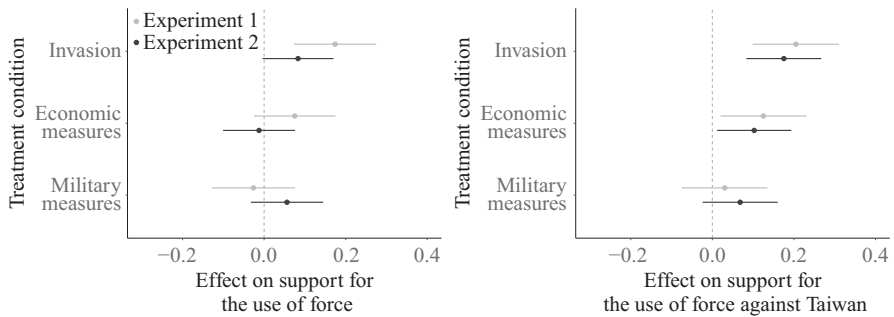 Experiment 1
Experiment 2
Treatment condition
Invasion
Economic
measures
Military
measures
−0.2 0.0 0.2 0.4
Effect on support for
the use of force
Treatment condition
Invasion
Economic
measures
Military
measures
−0.2 0.0 0.2 0.4
Effect on support for
the use of force against Taiwan